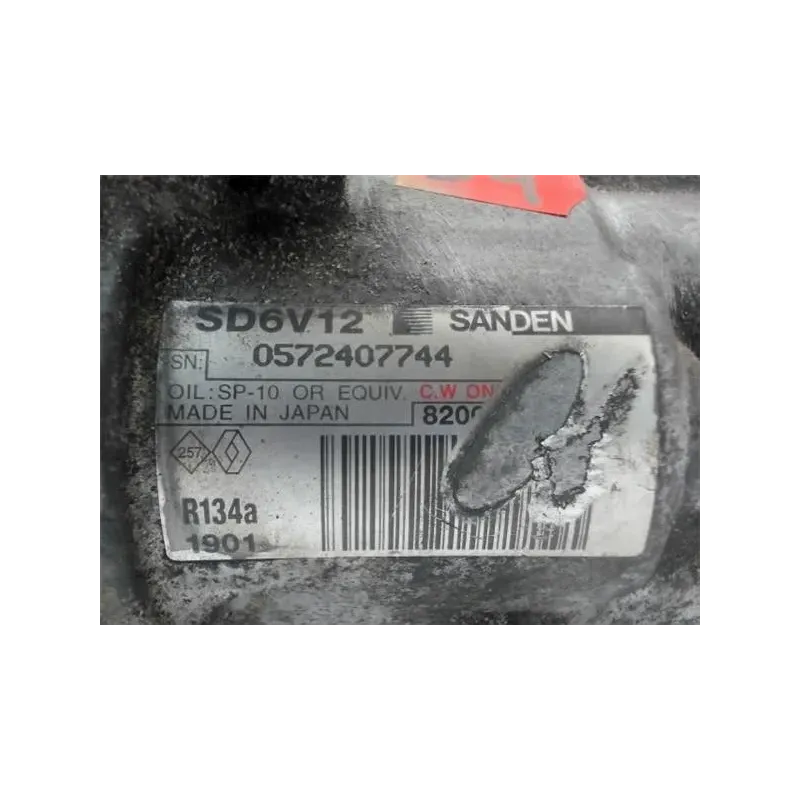 SD6V12 SANDEN
SN: 0572407744
OIL: SP-10 OR EQUIV. C.W ON
MADE IN JAPAN 820
257
R134a
1901